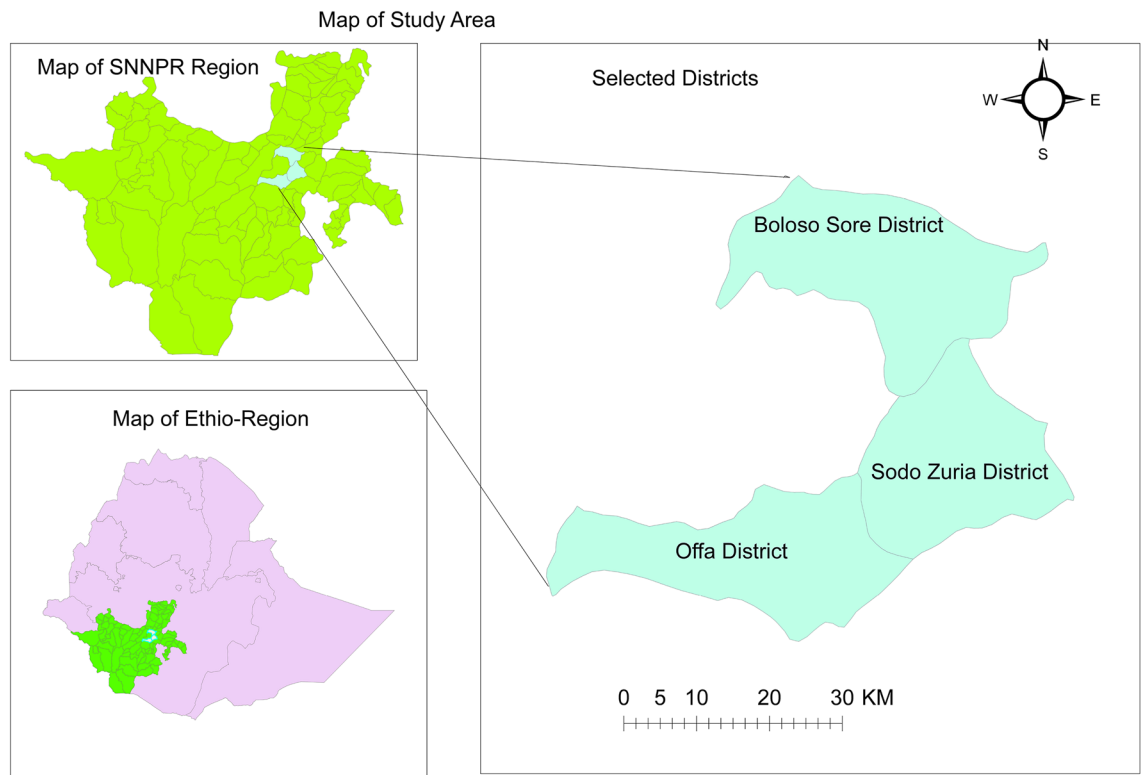 Map of Study Area
Map of SNNPR Region
Selected Districts
N
W E
S
Boloso Sore District
Sodo Zuria District
Offa District
Map of Ethio-Region
0 5 10 20 30 KM